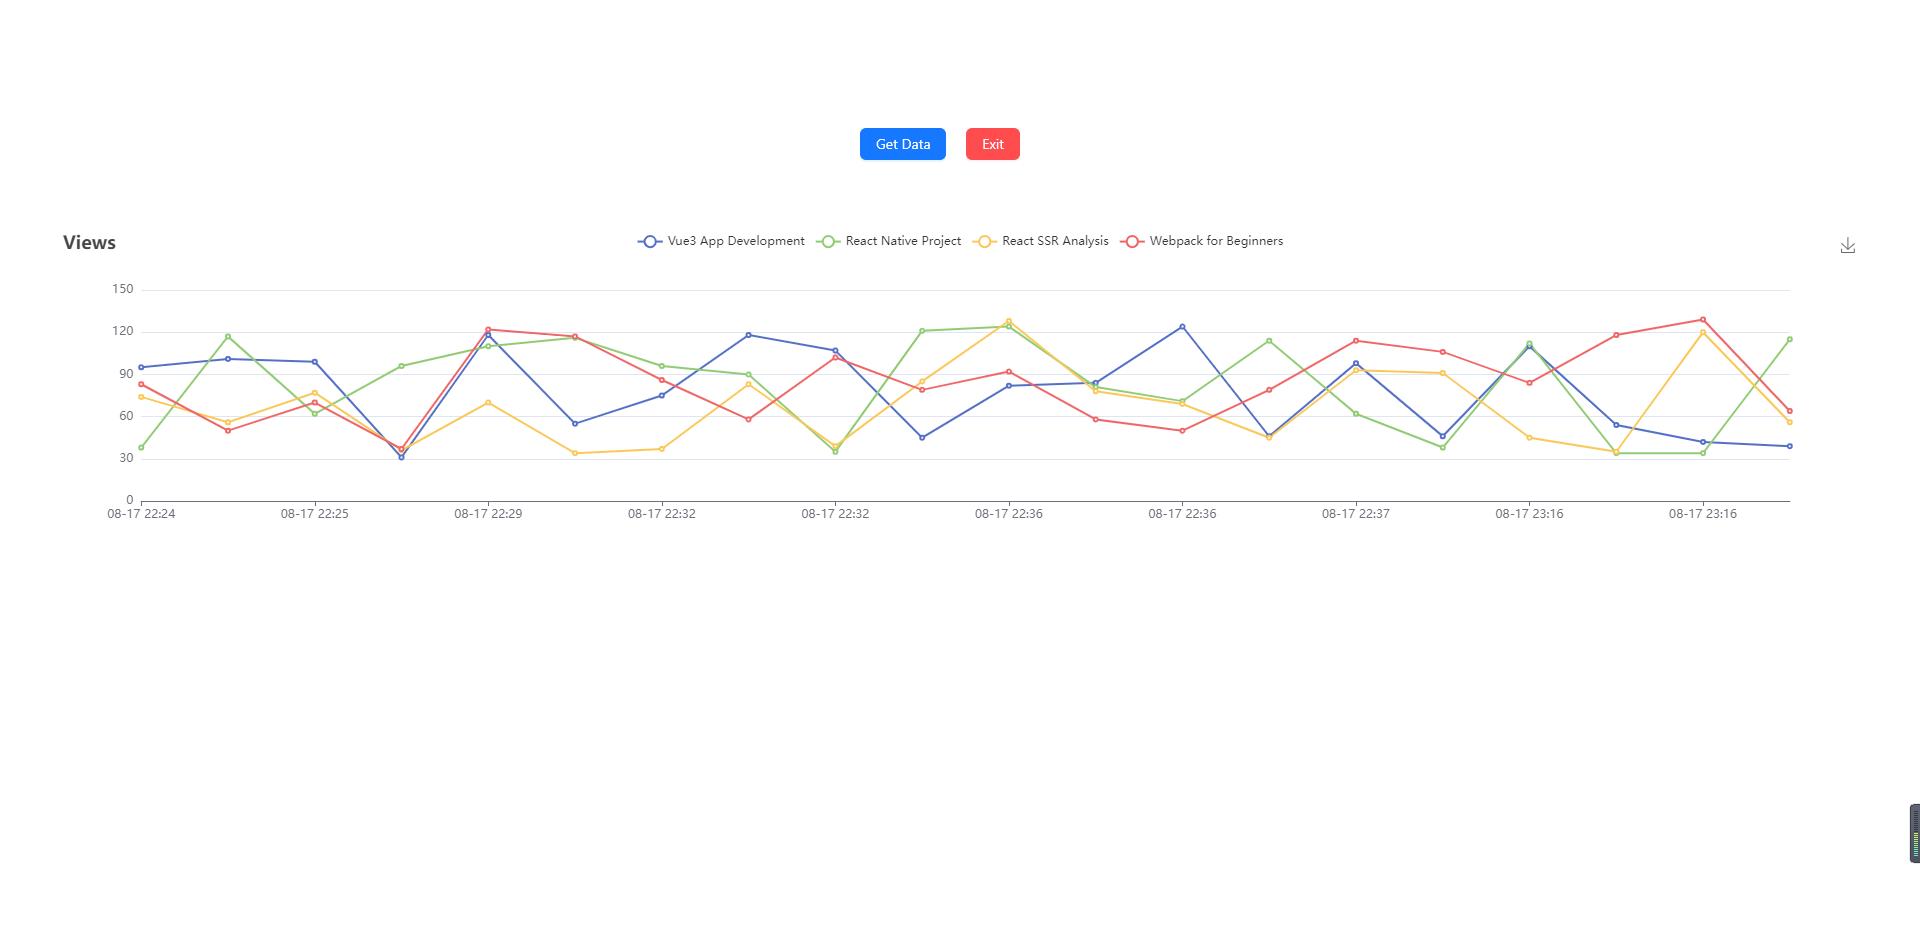 Get Data Exit
Views
Vue3 App Development React Native Project React SSR Analysis Webpack for Beginners
150
120
90
60
30
0
08-17 22:24 08-17 22:25 08-17 22:29 08-17 22:32 08-17 22:32 08-17 22:36 08-17 22:36 08-17 22:37 08-17 23:16 08-17 23:16